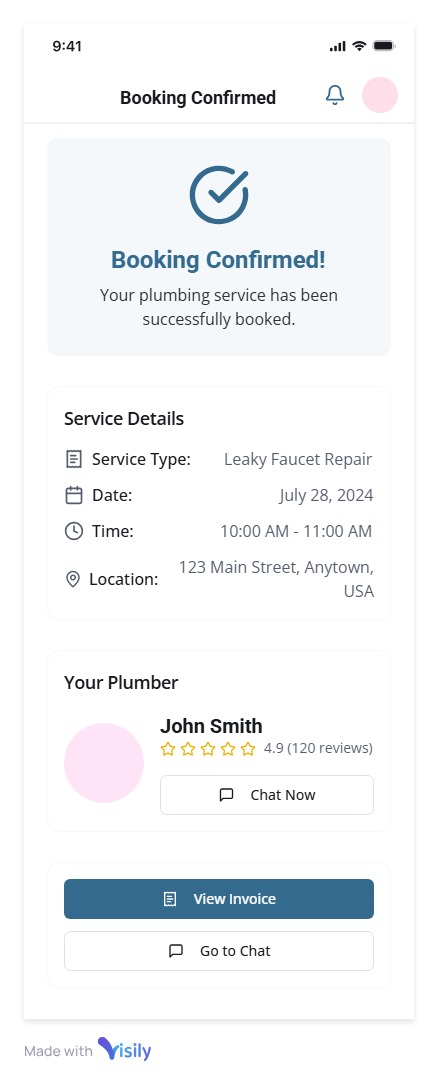 9:41
Booking Confirmed
Booking Confirmed!
Your plumbing service has been
successfully booked.
Service Details
Service Type: Leaky Faucet Repair
Date: July 28, 2024
Time: 10:00 AM - 11:00 AM
Location: 123 Main Street, Anytown,
USA
Your Plumber
John Smith
4.9 (120 reviews)
Chat Now
View Invoice
Go to Chat
Made with Visily